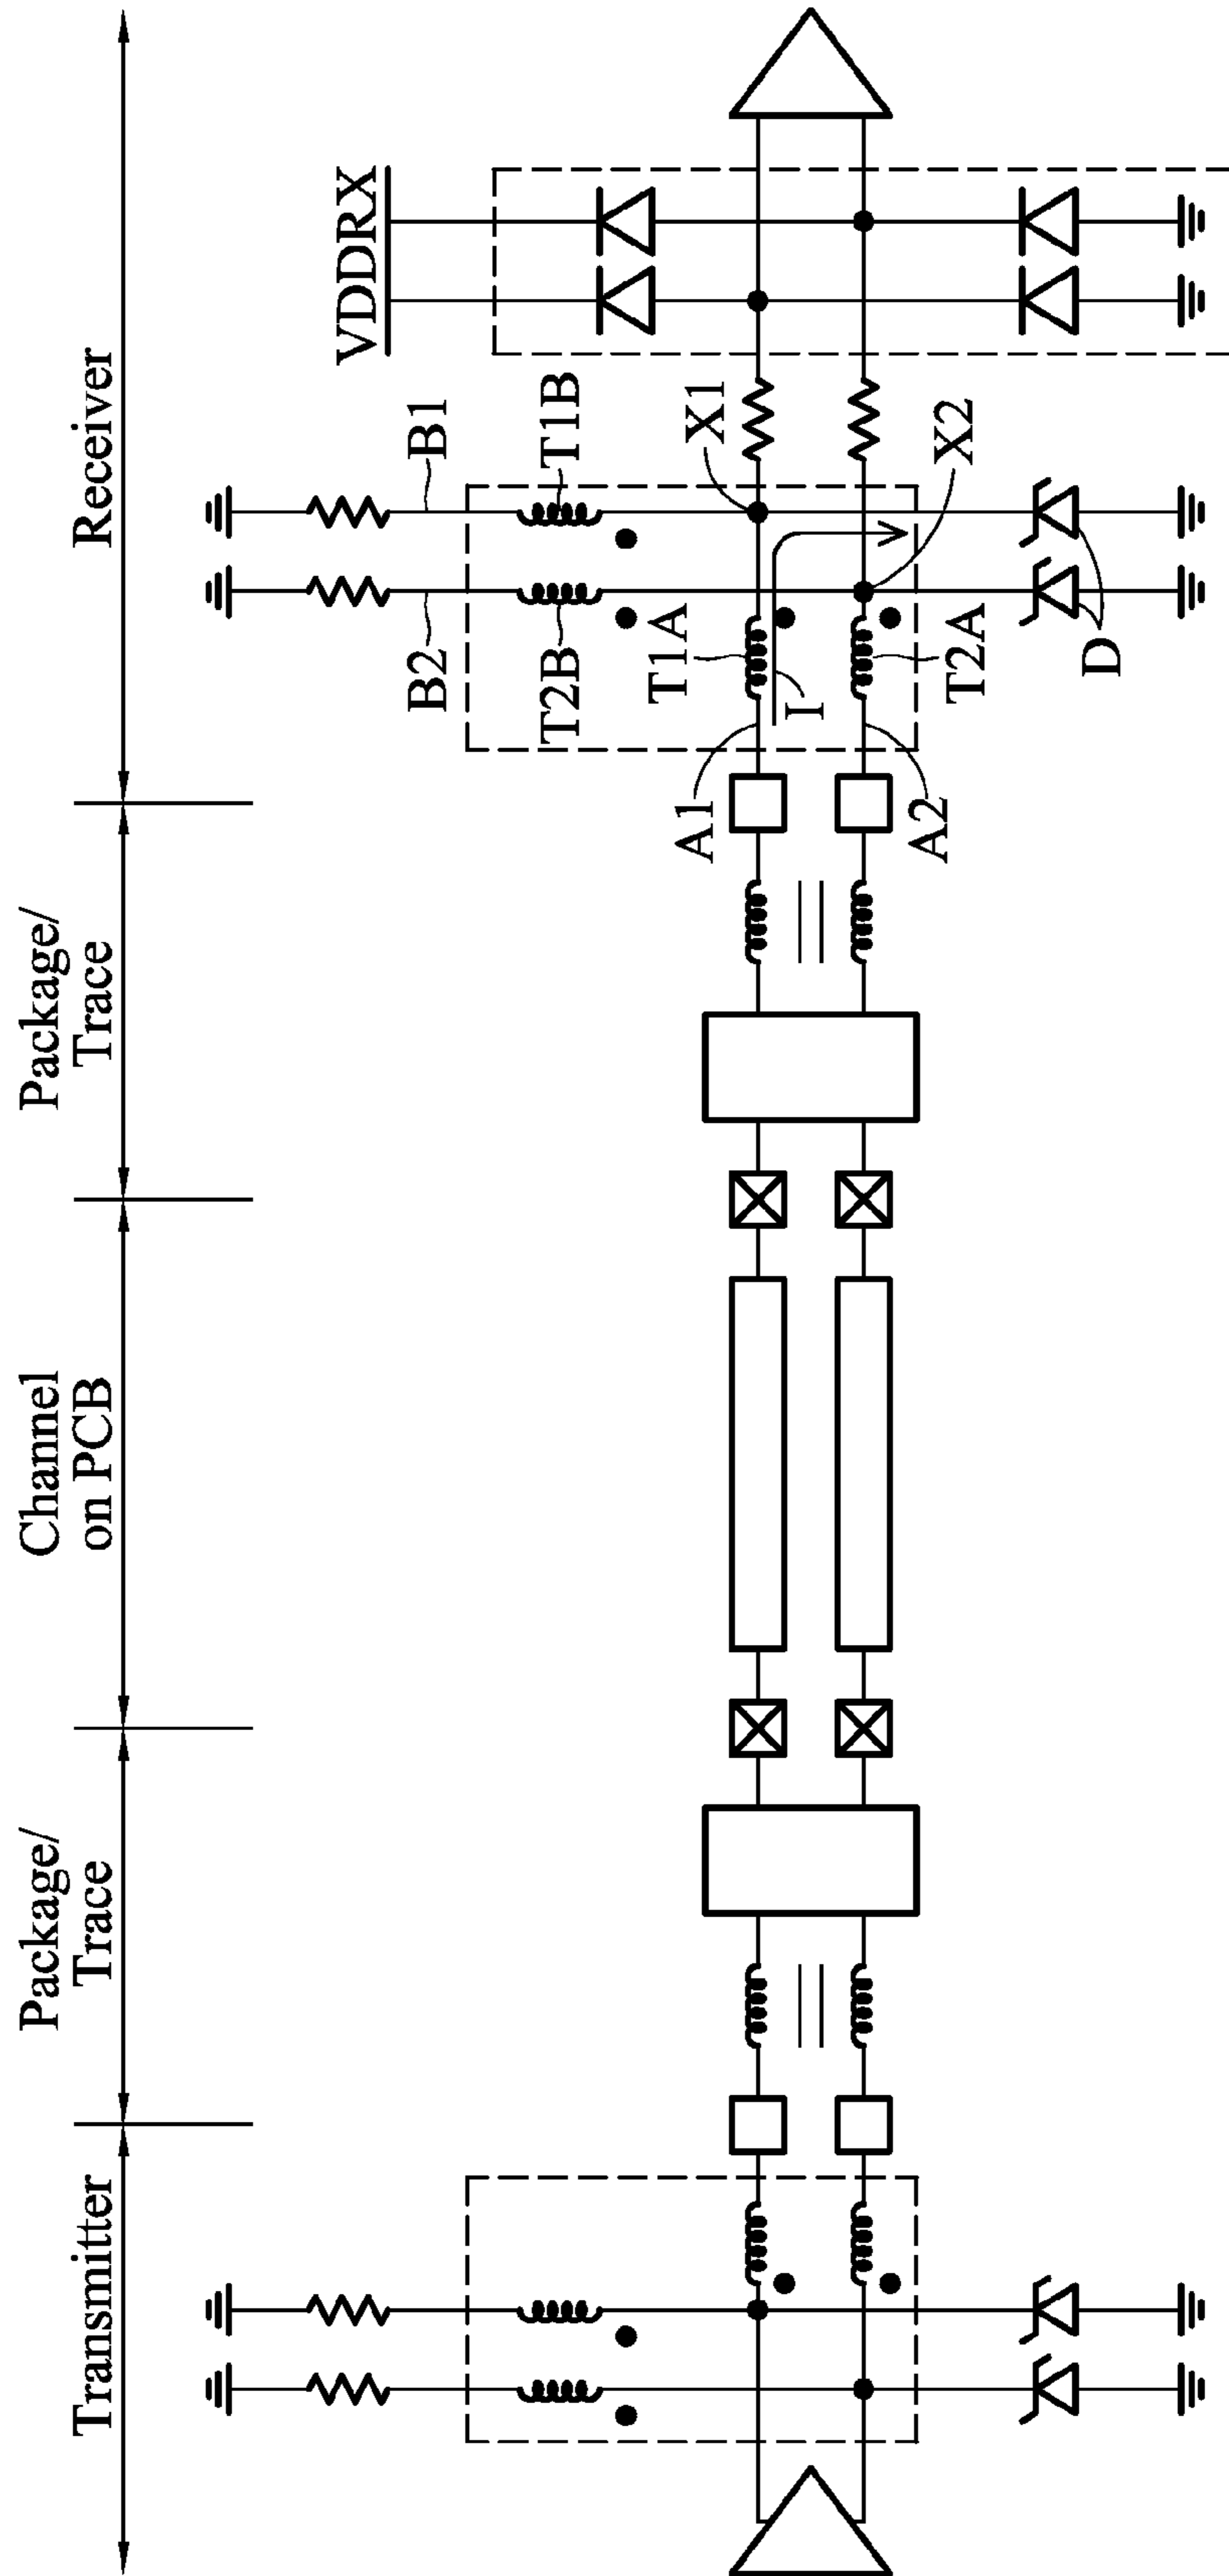 Transmitter
Package/
Trace
Channel
on PCB
Package/
Trace
Receiver
VDDRX
B2
B1
T2B
T1B
T1A
X1
A1
I
A2
T2A
X2
D